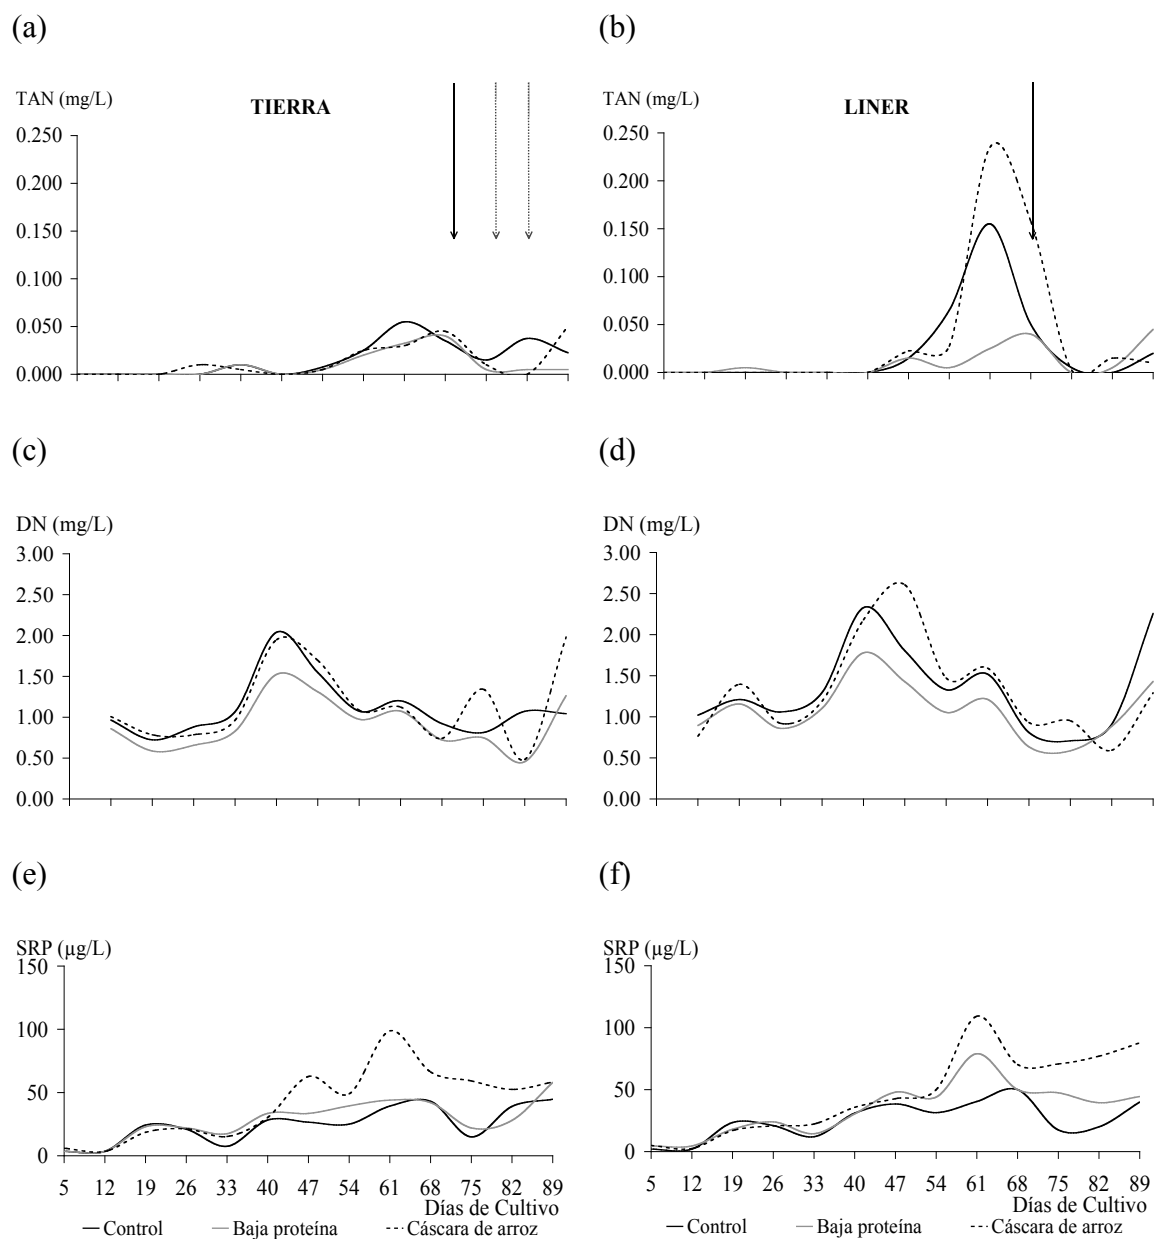 (a)
(b)
TAN (mg/L)
TIERRA
0.250
0.200
0.150
0.100
0.050
0.000
TAN (mg/L)
LINER
0.250
0.200
0.150
0.100
0.050
0.000
(c)
(d)
DN (mg/L)
3.00
2.50
2.00
1.50
1.00
0.50
0.00
DN (mg/L)
3.00
2.50
2.00
1.50
1.00
0.50
0.00
(e)
(f)
SRP (µg/L)
150
100
50
0
5 12 19 26 33 40 47 54 61 68 75 82 89
Días de Cultivo
Control Baja proteína Cáscara de arroz
SRP (µg/L)
150
100
50
0
5 12 19 26 33 40 47 54 61 68 75 82 89
Días de Cultivo
Control Baja proteína Cáscara de arroz